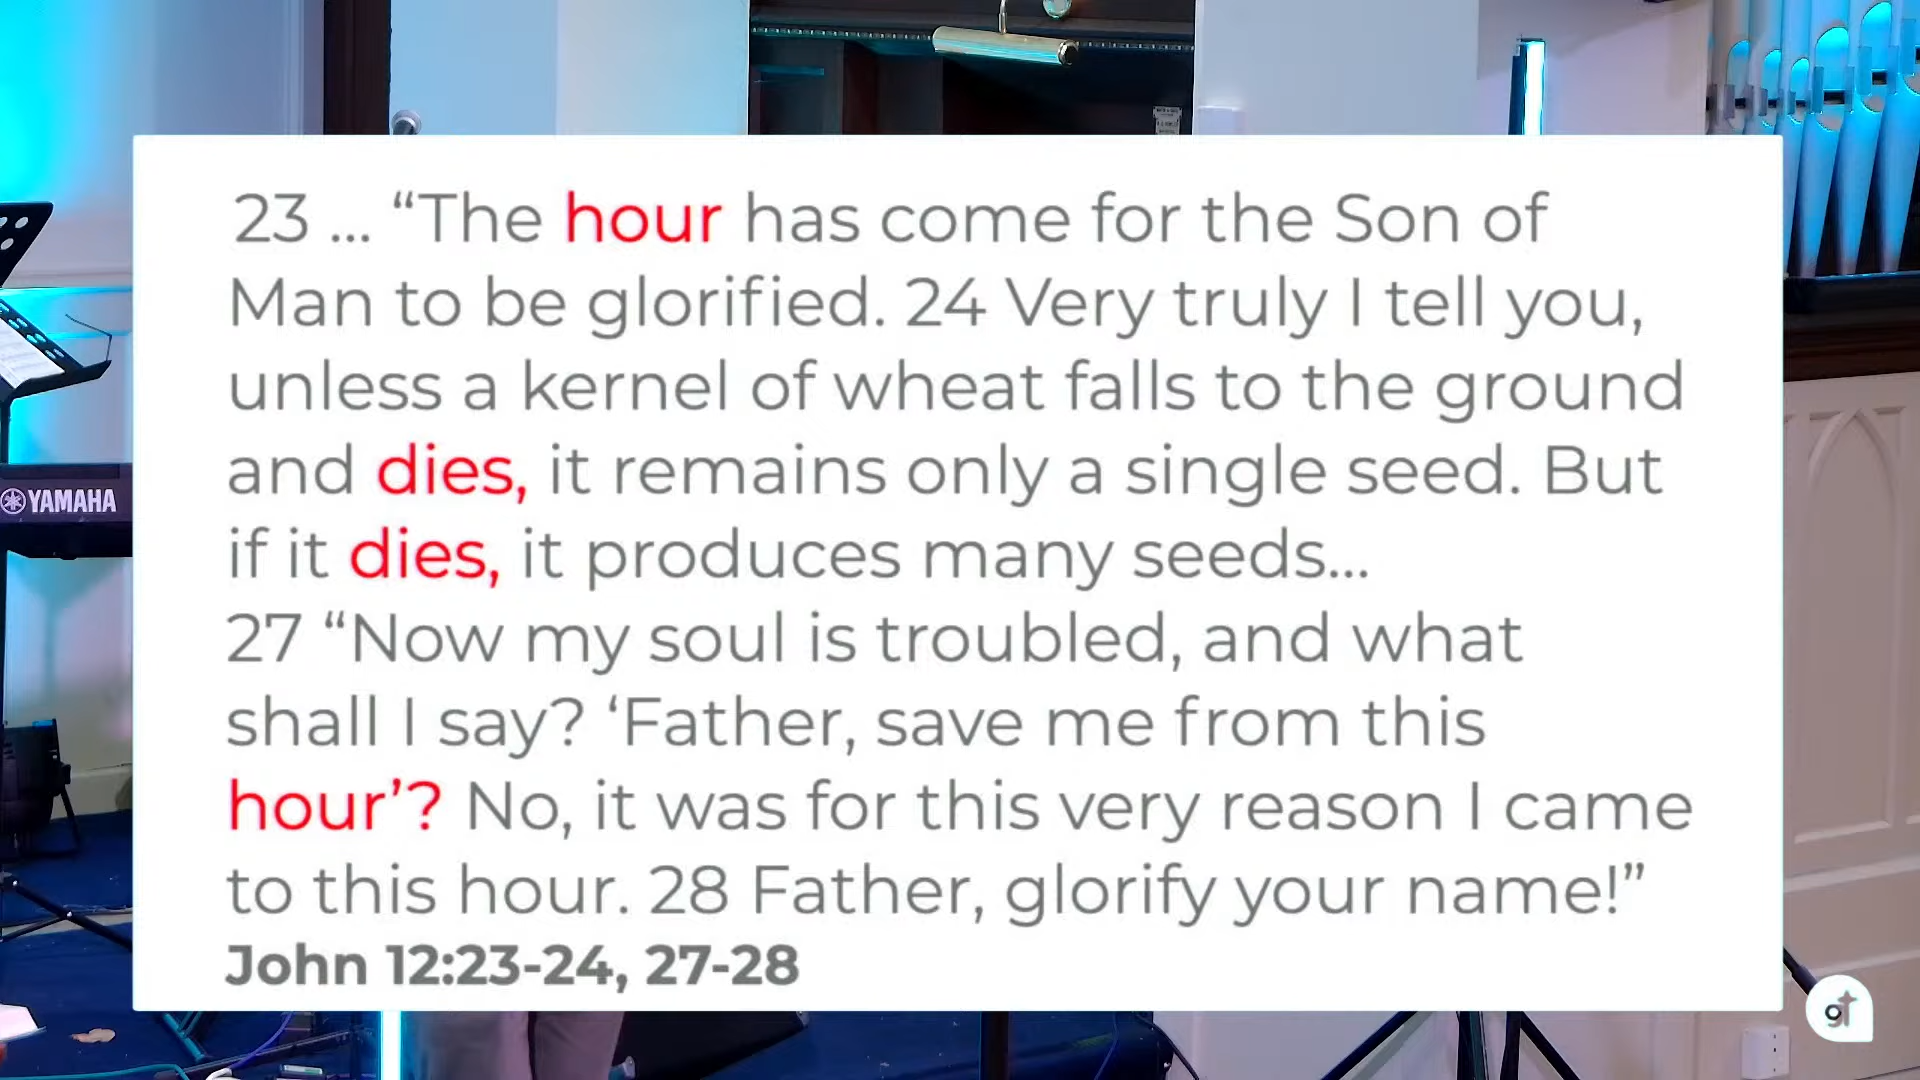 23 ... “The hour has come for the Son of
Man to be glorified. 24 Very truly I tell you,
unless a kernel of wheat falls to the ground
and dies, it remains only a single seed. But
if it dies, it produces many seeds...
27 “Now my soul is troubled, and what
shall I say? ‘Father, save me from this
hour’? No, it was for this very reason I came
to this hour. 28 Father, glorify your name!”
John 12:23-24, 27-28
YAMAHA
gt